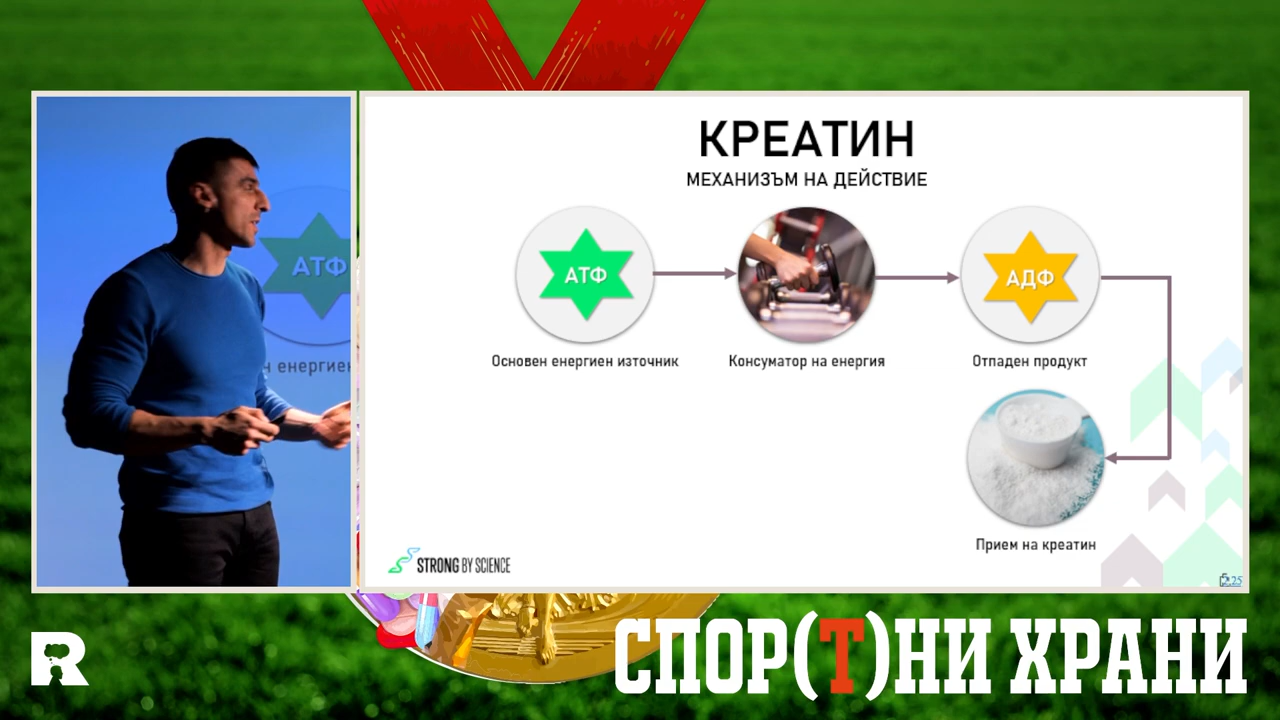 КРЕАТИН
МЕХАНИЗЪМ НА ДЕЙСТВИЕ
АТФ
АДФ
Основен енергиен източник
Консуматор на енергия
Отпаден продукт
Прием на креатин
АТФ
н енергиен
STRONG BY SCIENCE
25
R
СПОР(Т)НИ ХРАНИ